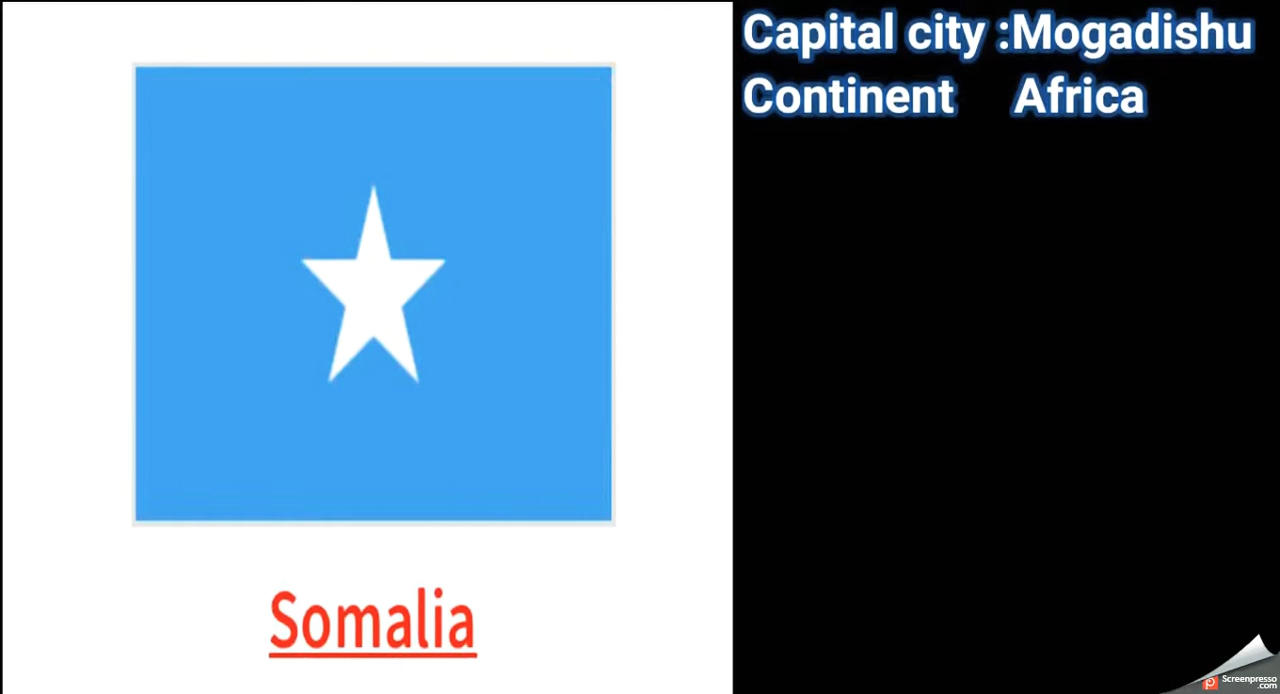 Capital city :Mogadishu
Continent Africa
Somalia
Screenpresso
.com